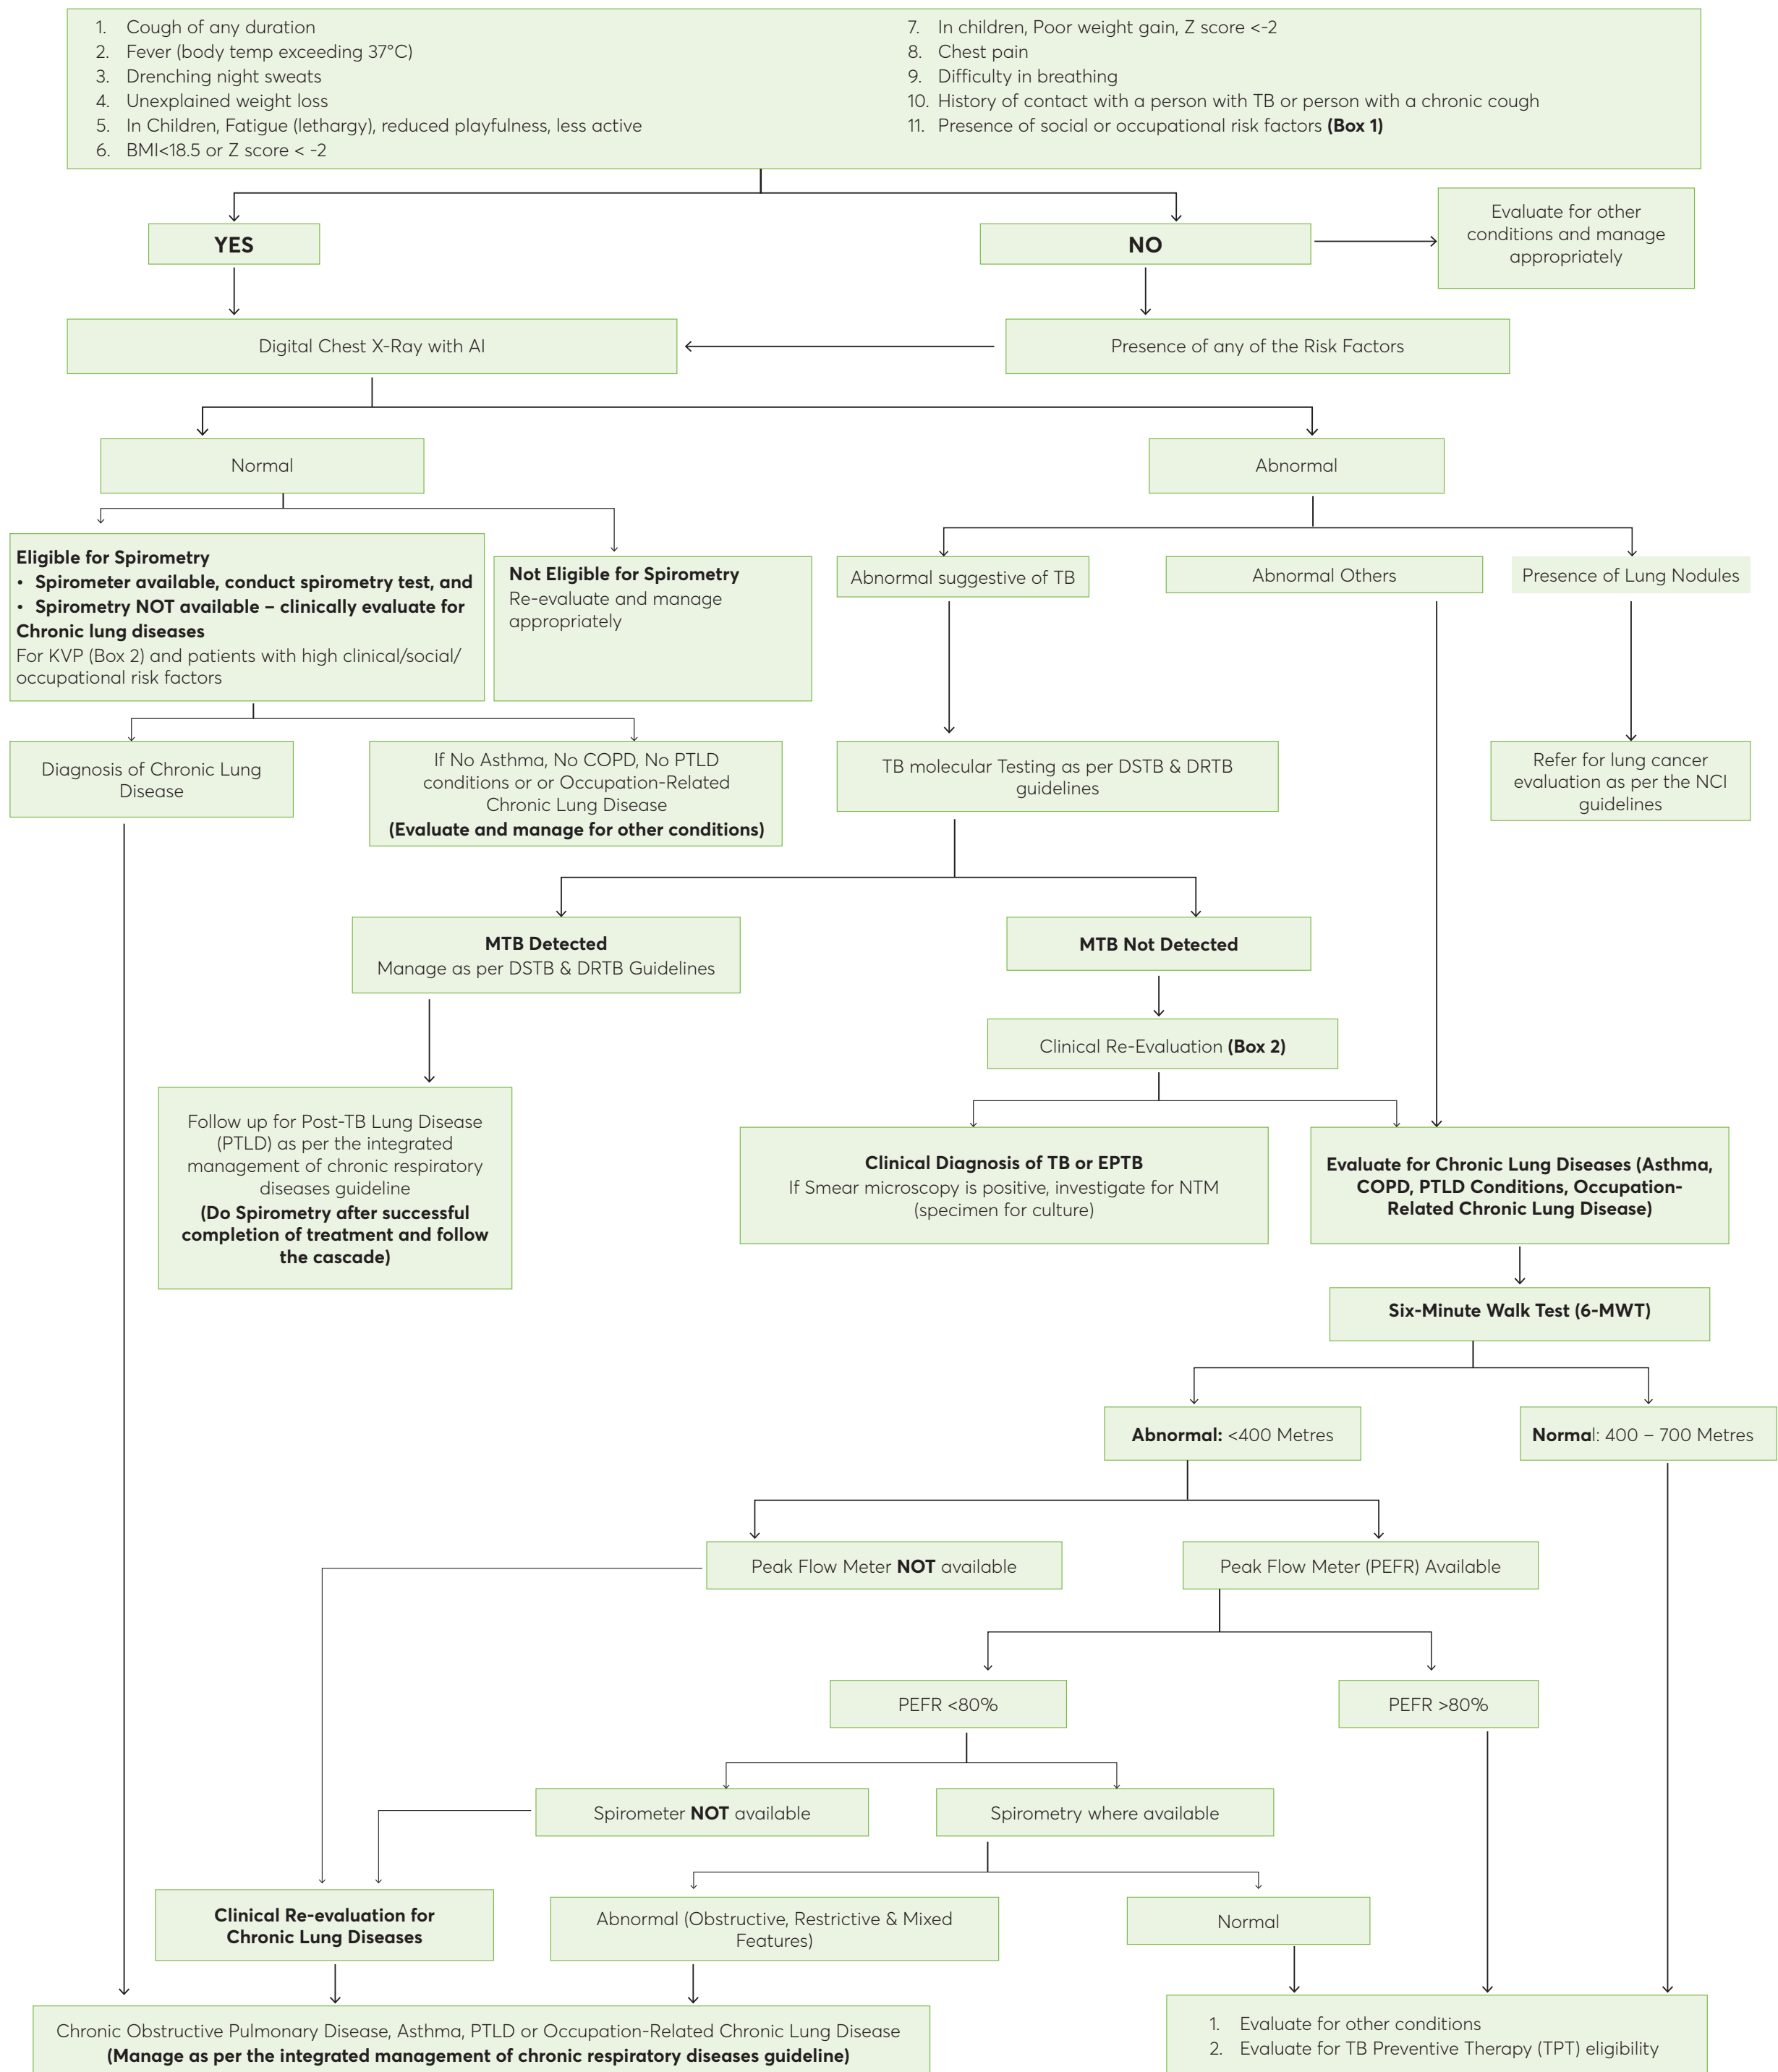 1. Cough of any duration
2. Fever (body temp exceeding 37°C)
3. Drenching night sweats
4. Unexplained weight loss
5. In Children, Fatigue (lethargy), reduced playfulness, less active
6. BMI<18.5 or Z score < -2
7. In children, Poor weight gain, Z score <-2
8. Chest pain
9. Difficulty in breathing
10. History of contact with a person with TB or person with a chronic cough
11. Presence of social or occupational risk factors (Box 1)
YES
NO
Evaluate for other
conditions and manage
appropriately
Digital Chest X-Ray with AI
Presence of any of the Risk Factors
Normal
Abnormal
Eligible for Spirometry
• Spirometer available, conduct spirometry test, and
• Spirometry NOT available – clinically evaluate for
Chronic lung diseases
For KVP (Box 2) and patients with high clinical/social/
occupational risk factors
Not Eligible for Spirometry
Re-evaluate and manage
appropriately
Abnormal suggestive of TB
Abnormal Others
Presence of Lung Nodules
Diagnosis of Chronic Lung
Disease
If No Asthma, No COPD, No PTLD
conditions or or Occupation-Related
Chronic Lung Disease
(Evaluate and manage for other conditions)
TB molecular Testing as per DSTB & DRTB
guidelines
Refer for lung cancer
evaluation as per the NCI
guidelines
MTB Detected
Manage as per DSTB & DRTB Guidelines
MTB Not Detected
Clinical Re-Evaluation (Box 2)
Follow up for Post-TB Lung Disease
(PTLD) as per the integrated
management of chronic respiratory
diseases guideline
(Do Spirometry after successful
completion of treatment and follow
the cascade)
Clinical Diagnosis of TB or EPTB
If Smear microscopy is positive, investigate for NTM
(specimen for culture)
Evaluate for Chronic Lung Diseases (Asthma,
COPD, PTLD Conditions, Occupation-
Related Chronic Lung Disease)
Six-Minute Walk Test (6-MWT)
Abnormal: <400 Metres
Normal: 400 – 700 Metres
Peak Flow Meter NOT available
Peak Flow Meter (PEFR) Available
PEFR <80%
PEFR >80%
Spirometer NOT available
Spirometry where available
Clinical Re-evaluation for
Chronic Lung Diseases
Abnormal (Obstructive, Restrictive & Mixed
Features)
Normal
Chronic Obstructive Pulmonary Disease, Asthma, PTLD or Occupation-Related Chronic Lung Disease
(Manage as per the integrated management of chronic respiratory diseases guideline)
1. Evaluate for other conditions
2. Evaluate for TB Preventive Therapy (TPT) eligibility